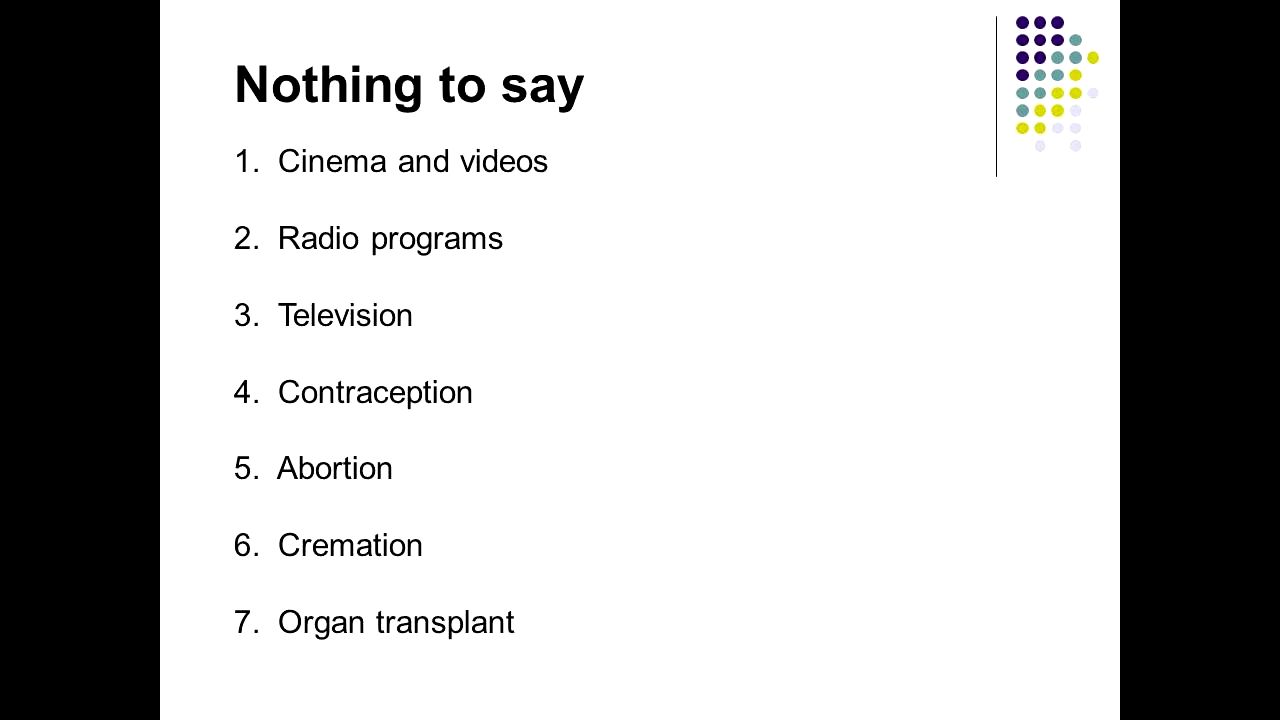 Nothing to say
1. Cinema and videos
2. Radio programs
3. Television
4. Contraception
5. Abortion
6. Cremation
7. Organ transplant